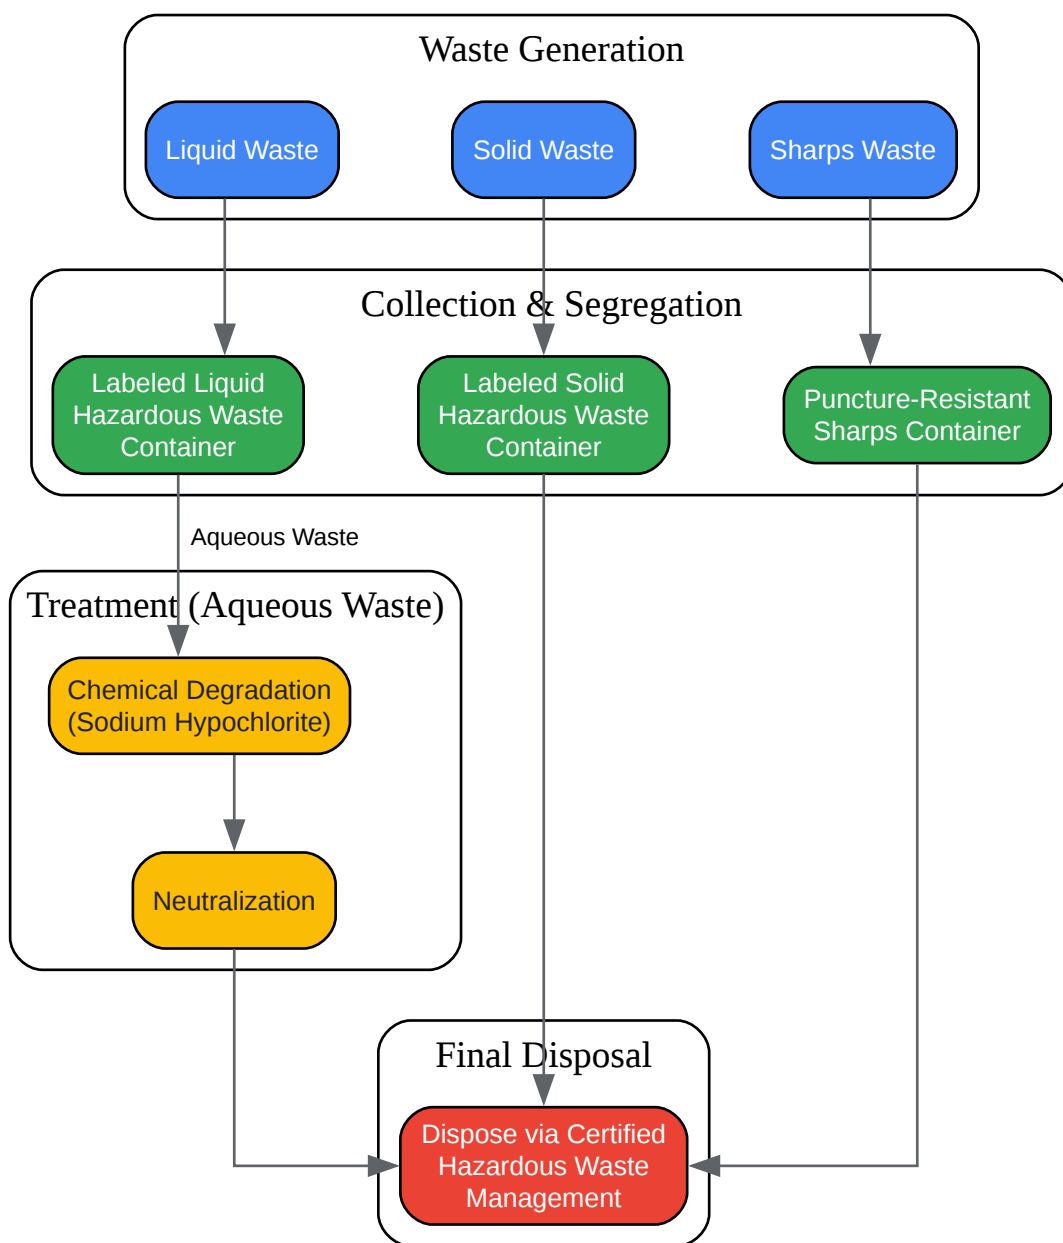 Waste Generation
Liquid Waste
Solid Waste
Sharps Waste
Collection & Segregation
Labeled Liquid
Hazardous Waste
Container
Labeled Solid
Hazardous Waste
Container
Puncture-Resistant
Sharps Container
Aqueous Waste
Treatment (Aqueous Waste)
Chemical Degradation
(Sodium Hypochlorite)
Neutralization
Final Disposal
Dispose via Certified
Hazardous Waste
Management